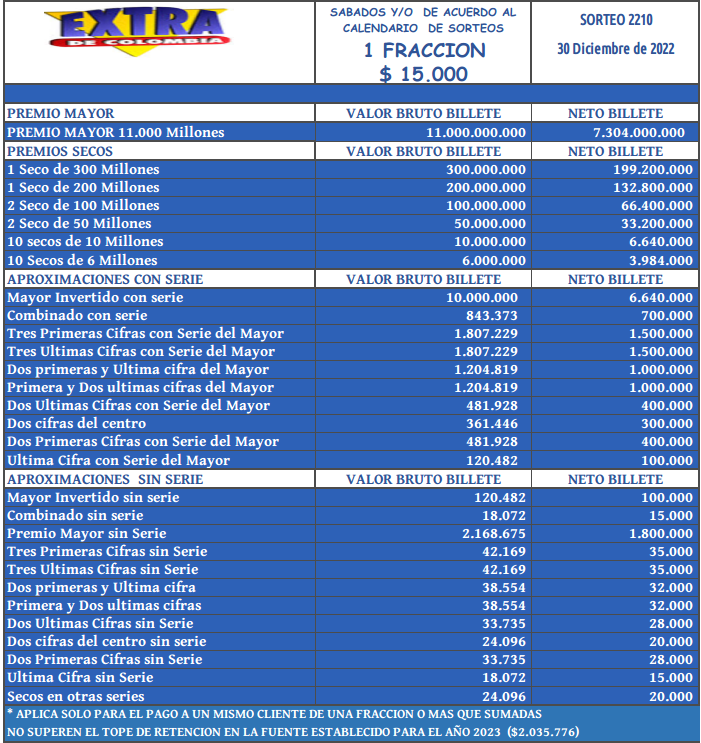 EXTRA
DE COLOMBIA
SABADOS Y/O DE ACUERDO AL
CALENDARIO DE SORTEOS
1 FRACCION
$ 15.000
SORTEO 2210
30 Diciembre de 2022
PREMIO MAYOR VALOR BRUTO BILLETE NETO BILLETE
PREMIO MAYOR 11.000 Millones 11.000.000.000 7.304.000.000
PREMIOS SECOS VALOR BRUTO BILLETE NETO BILLETE
1 Seco de 300 Millones 300.000.000 199.200.000
1 Seco de 200 Millones 200.000.000 132.800.000
2 Seco de 100 Millones 100.000.000 66.400.000
2 Seco de 50 Millones 50.000.000 33.200.000
10 secos de 10 Millones 10.000.000 6.640.000
10 Secos de 6 Millones 6.000.000 3.984.000
APROXIMACIONES CON SERIE VALOR BRUTO BILLETE NETO BILLETE
Mayor Invertido con serie 10.000.000 6.640.000
Combinado con serie 843.373 700.000
Tres Primeras Cifras con Serie del Mayor 1.807.229 1.500.000
Tres Ultimas Cifras con Serie del Mayor 1.807.229 1.500.000
Dos primeras y Ultima cifra del Mayor 1.204.819 1.000.000
Primera y Dos ultimas cifras del Mayor 1.204.819 1.000.000
Dos Ultimas Cifras con Serie del Mayor 481.928 400.000
Dos cifras del centro 361.446 300.000
Dos Primeras Cifras con Serie del Mayor 481.928 400.000
Ultima Cifra con Serie del Mayor 120.482 100.000
APROXIMACIONES SIN SERIE VALOR BRUTO BILLETE NETO BILLETE
Mayor Invertido sin serie 120.482 100.000
Combinado sin serie 18.072 15.000
Premio Mayor sin Serie 2.168.675 1.800.000
Tres Primeras Cifras sin Serie 42.169 35.000
Tres Ultimas Cifras sin Serie 42.169 35.000
Dos primeras y Ultima cifra 38.554 32.000
Primera y Dos ultimas cifras 38.554 32.000
Dos Ultimas Cifras sin Serie 33.735 28.000
Dos cifras del centro sin serie 24.096 20.000
Dos Primeras Cifras sin Serie 33.735 28.000
Ultima Cifra sin Serie 18.072 15.000
Secos en otras series 24.096 20.000
* APLICA SOLO PARA EL PAGO A UN MISMO CLIENTE DE UNA FRACCION O MAS QUE SUMADAS
NO SUPEREN EL TOPE DE RETENCION EN LA FUENTE ESTABLECIDO PARA EL AÑO 2023 ($2.035.776)